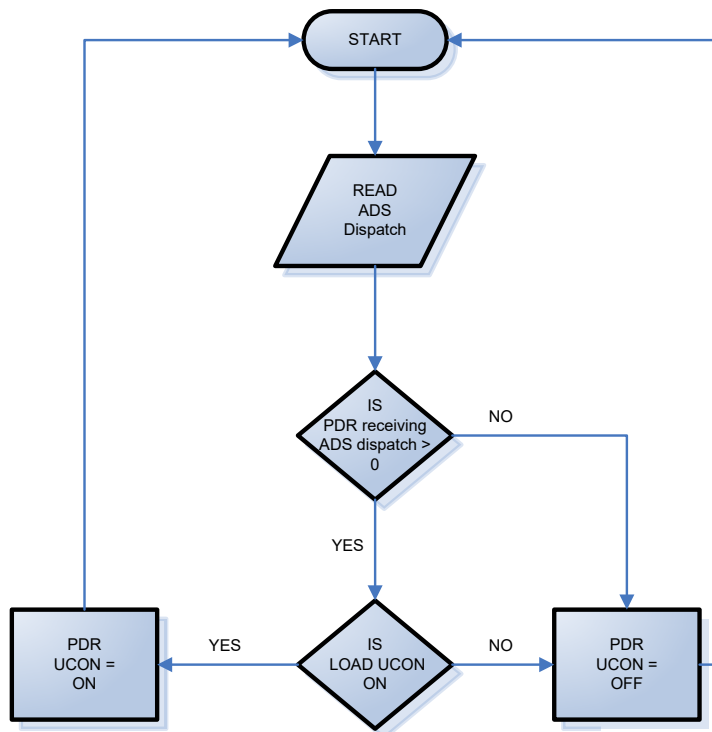 START
READ
ADS
Dispatch
IS
PDR receiving
ADS dispatch >
0
NO
YES
PDR
UCON =
ON
YES
IS
LOAD UCON
ON
NO
PDR
UCON =
OFF